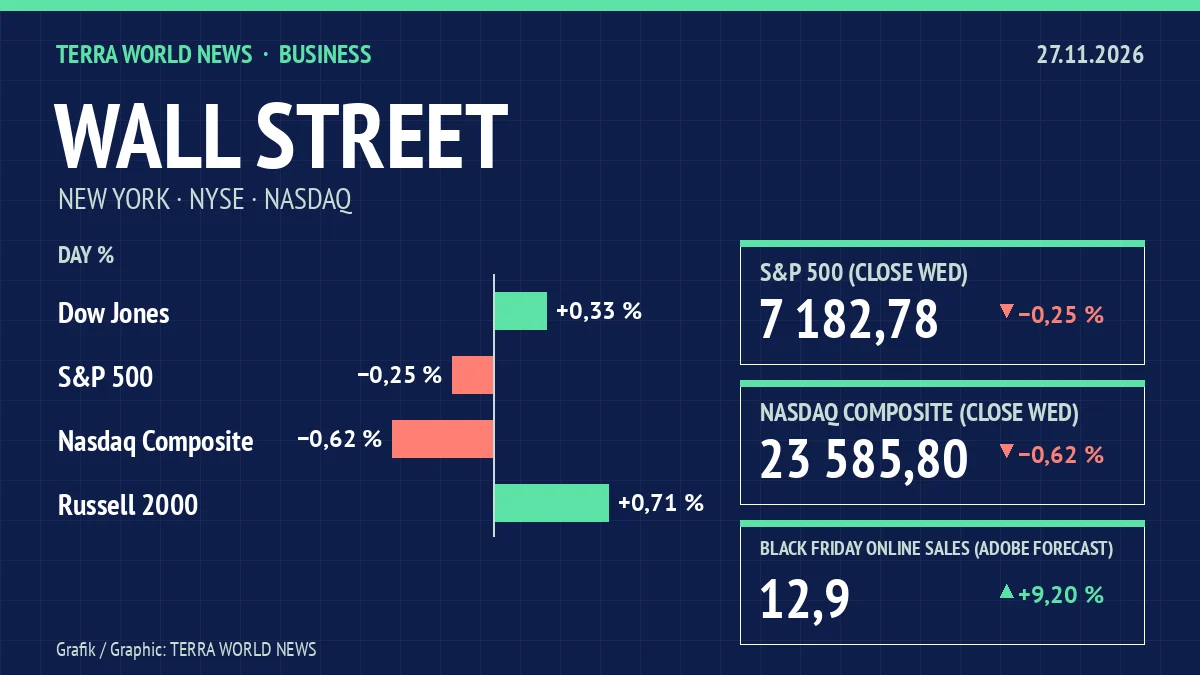 TERRA WORLD NEWS · BUSINESS
27.11.2026
WALL STREET
NEW YORK · NYSE · NASDAQ
DAY %
Dow Jones +0,33 %
S&P 500 −0,25 %
Nasdaq Composite −0,62 %
Russell 2000 +0,71 %
S&P 500 (CLOSE WED)
7 182,78 ▼−0,25 %
NASDAQ COMPOSITE (CLOSE WED)
23 585,80 ▼−0,62 %
BLACK FRIDAY ONLINE SALES (ADOBE FORECAST)
12,9 ▲+9,20 %
Grafik / Graphic: TERRA WORLD NEWS